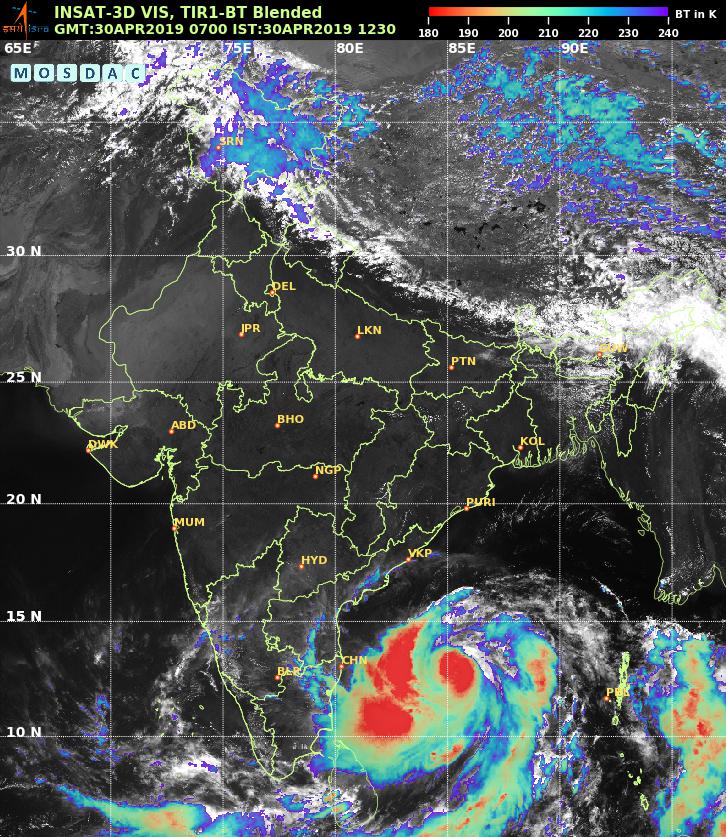 INSAT-3D VIS, TIR1-BT Blended
GMT:30APR2019 0700 IST:30APR2019 1230
BT in K
180 190 200 210 220 230 240
65E 75E 80E 85E 90E
MOSDAC
SRN
30 N
DEL
JPR LKN
PTN
25 N
ABD BHO
DWK KOL
NGP
20 N PURI
MUM
HYD VKP
15 N
CHN
BLR
10 N